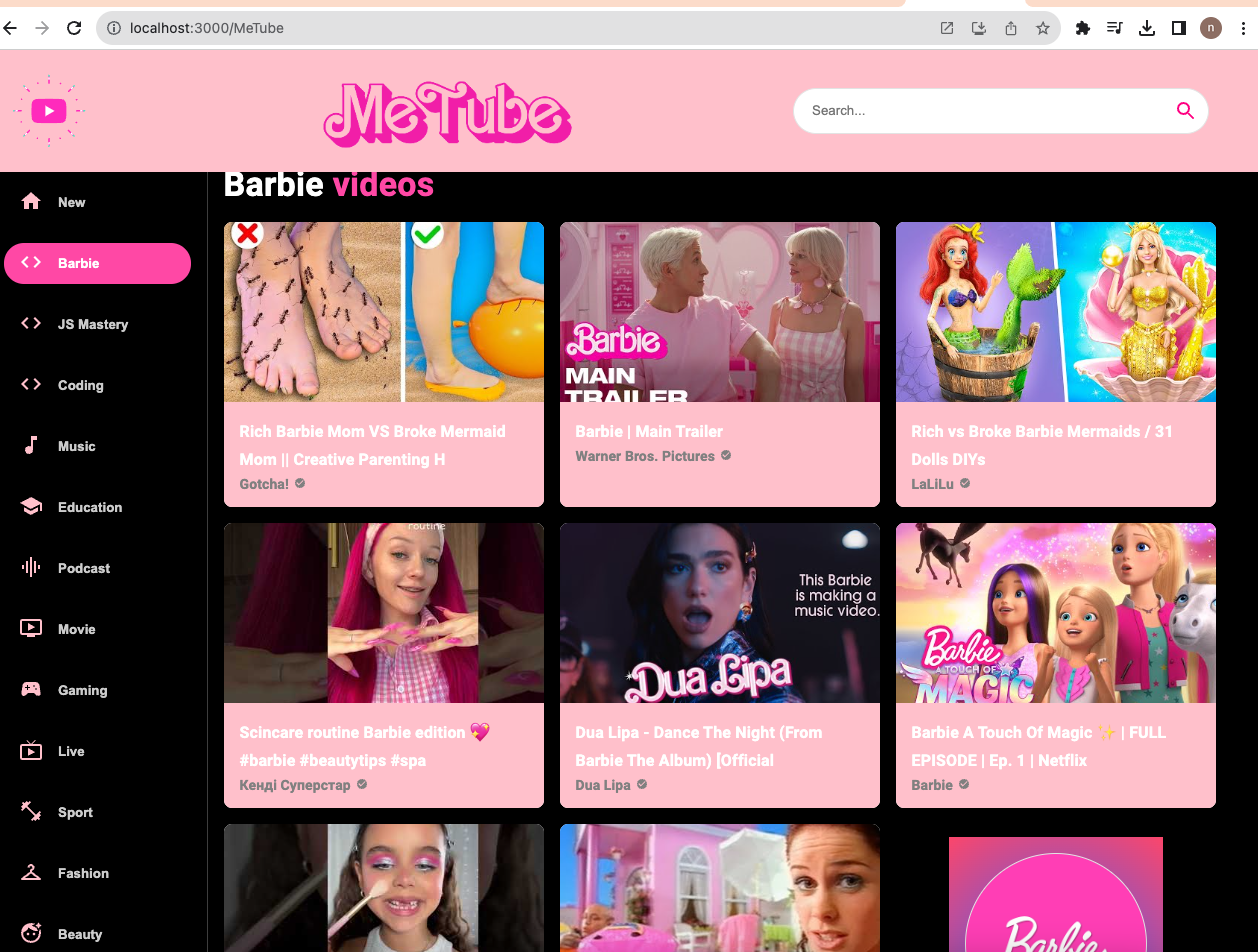 localhost:3000/MeTube
n
MeTube
Search...
Barbie videos
New
Barbie
JS Mastery
Coding
Music
Education
Podcast
Movie
Gaming
Live
Sport
Fashion
Beauty
Barbie
MAIN
TRAILER
Rich Barbie Mom VS Broke Mermaid
Mom || Creative Parenting H
Gotcha!
Barbie | Main Trailer
Warner Bros. Pictures
Rich vs Broke Barbie Mermaids / 31
Dolls DIYs
LaLiLu
routine
This Barbie
is making a
music video.
Dua Lipa
Barbie
A TOUCH OF
MAGIC
Scincare routine Barbie edition 💖
#barbie #beautytips #spa
Кенді Суперстар
Dua Lipa - Dance The Night (From
Barbie The Album) [Official
Dua Lipa
Barbie A Touch Of Magic ✨ | FULL
EPISODE | Ep. 1 | Netflix
Barbie
Barbie